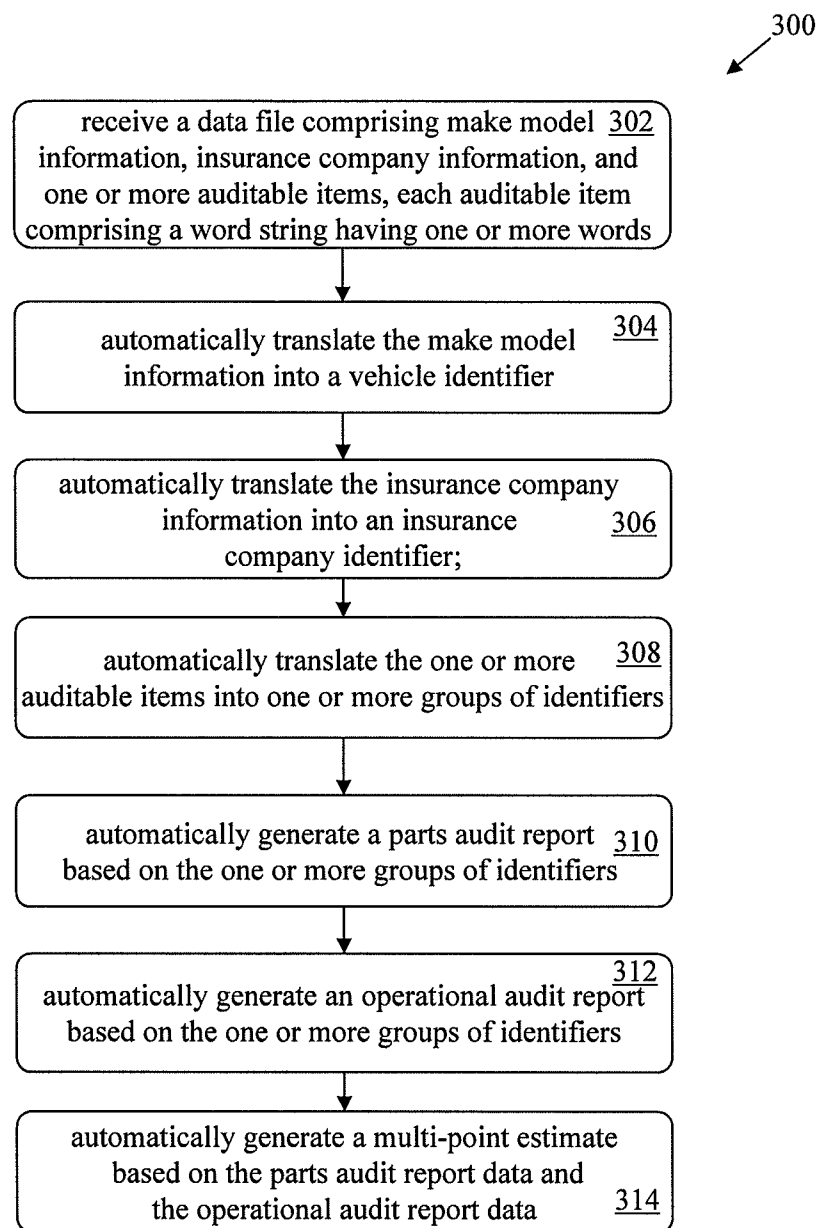 300
receive a data file comprising make model 302
information, insurance company information, and
one or more auditable items, each auditable item
comprising a word string having one or more words
304
automatically translate the make model
information into a vehicle identifier
automatically translate the insurance company
information into an insurance 306
company identifier;
automatically translate the one or more 308
auditable items into one or more groups of identifiers
automatically generate a parts audit report 310
based on the one or more groups of identifiers
312
automatically generate an operational audit report
based on the one or more groups of identifiers
automatically generate a multi-point estimate
based on the parts audit report data and
the operational audit report data 314